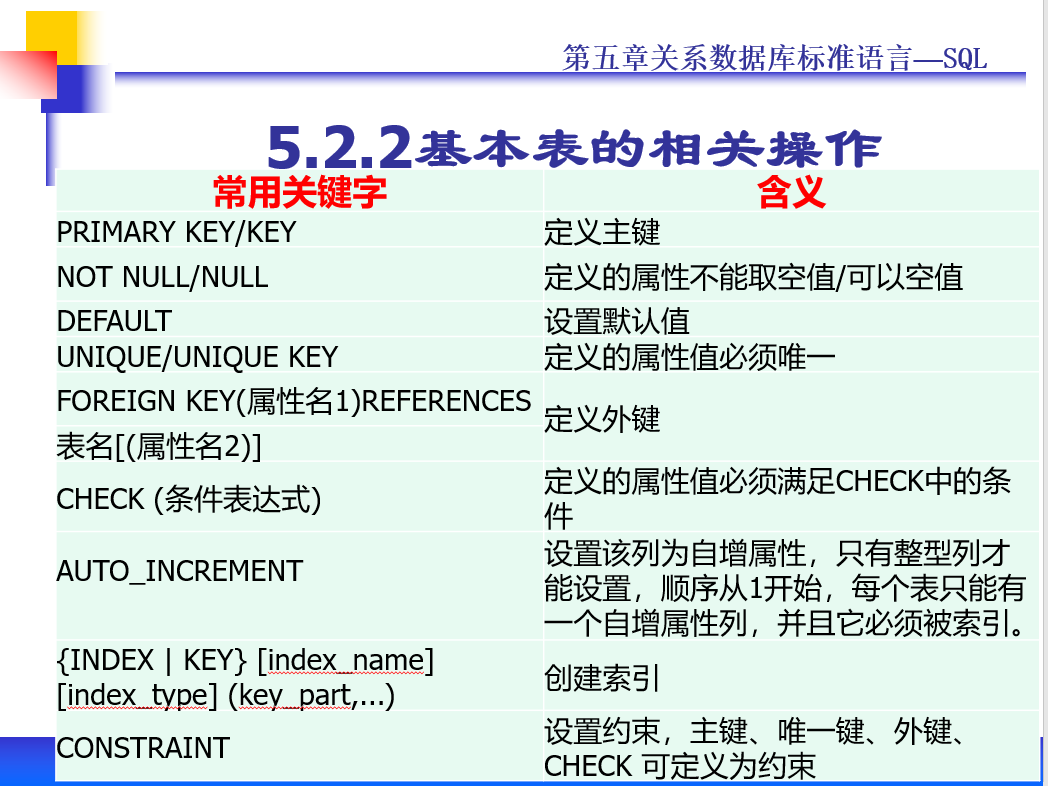 第五章关系数据库标准语言—SQL
5.2.2基本表的相关操作
常用关键字 含义
PRIMARY KEY/KEY 定义主键
NOT NULL/NULL 定义的属性不能取空值/可以空值
DEFAULT 设置默认值
UNIQUE/UNIQUE KEY 定义的属性值必须唯一
FOREIGN KEY(属性名1)REFERENCES
表名[(属性名2)]
定义外键
CHECK (条件表达式)
定义的属性值必须满足CHECK中的条
件
AUTO_INCREMENT
设置该列为自增属性，只有整型列才
能设置，顺序从1开始，每个表只能有
一个自增属性列，并且它必须被索引。
{INDEX | KEY} [index_name]
[index_type] (key_part,...)
创建索引
CONSTRAINT
设置约束，主键、唯一键、外键、
CHECK 可定义为约束